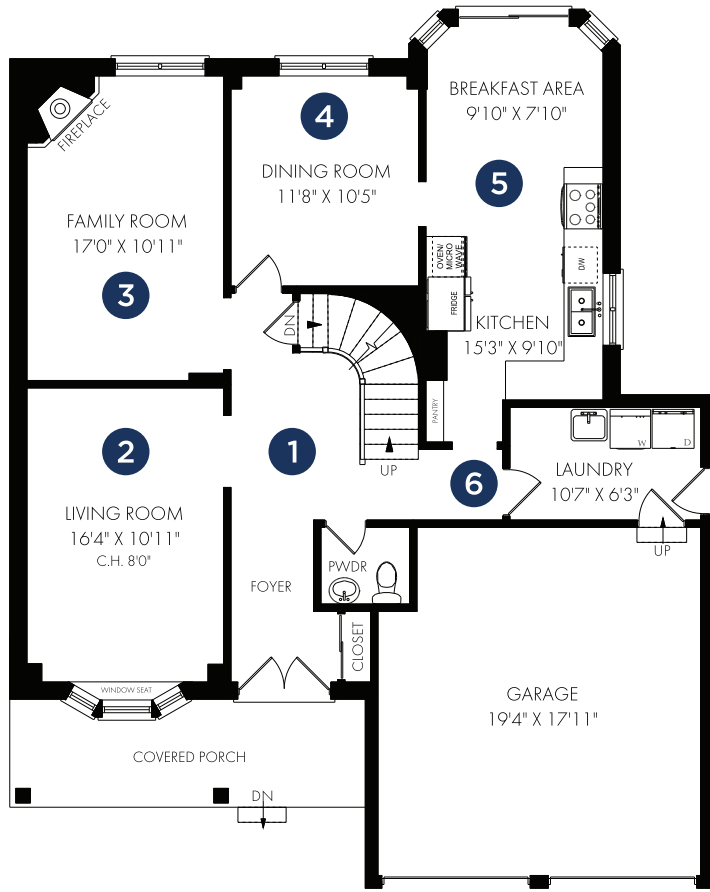 BREAKFAST AREA
9'10" X 7'10"
4
DINING ROOM
11'8" X 10'5"
5
FIREPLACE
FAMILY ROOM
17'0" X 10'11"
3
OVEN/
MICRO
WAVE
DW
FRIDGE
KITCHEN
15'3" X 9'10"
DN
PANTRY
1
UP
2
LIVING ROOM
16'4" X 10'11"
C.H. 8'0"
6
W
D
LAUNDRY
10'7" X 6'3"
UP
PWDR
FOYER
CLOSET
WINDOW SEAT
GARAGE
19'4" X 17'11"
COVERED PORCH
DN